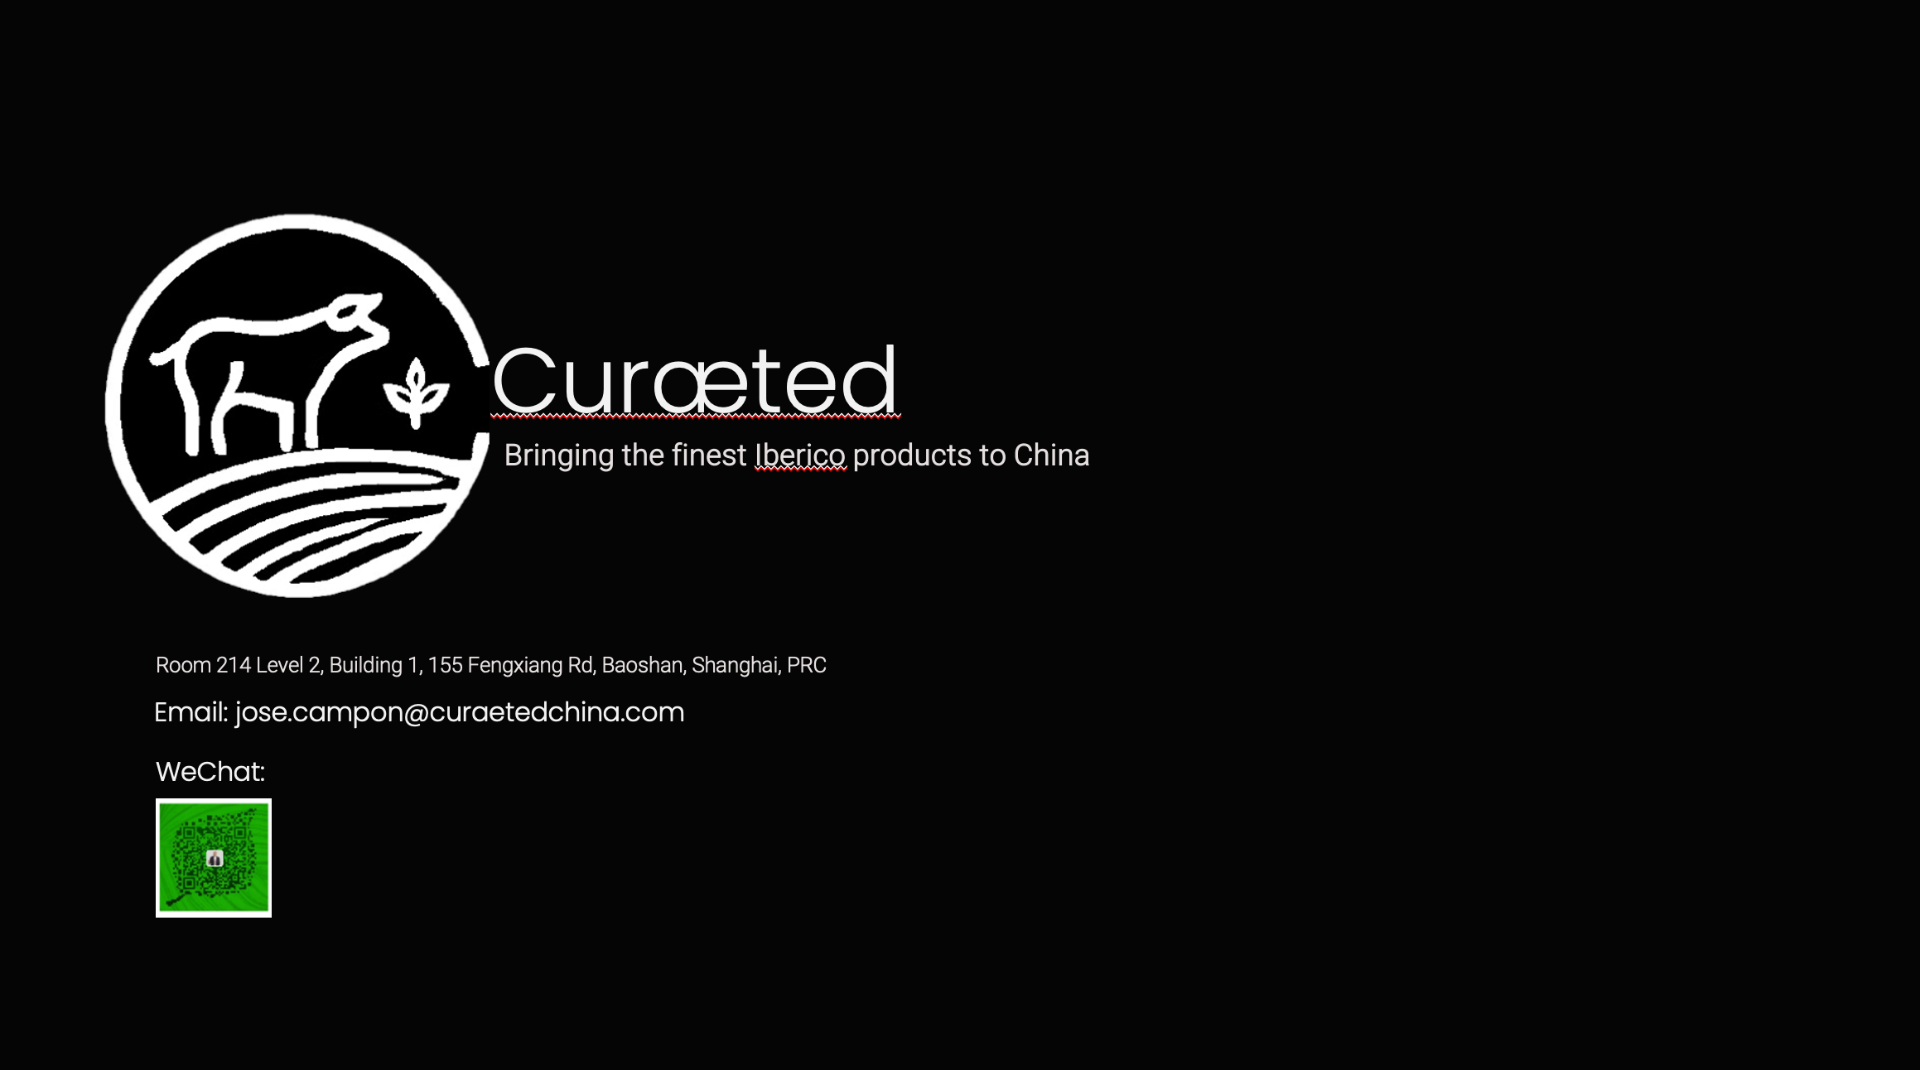 Curæted
Bringing the finest Iberico products to China
Room 214 Level 2, Building 1, 155 Fengxiang Rd, Baoshan, Shanghai, PRC
Email: jose.campon@curaetedchina.com
WeChat: